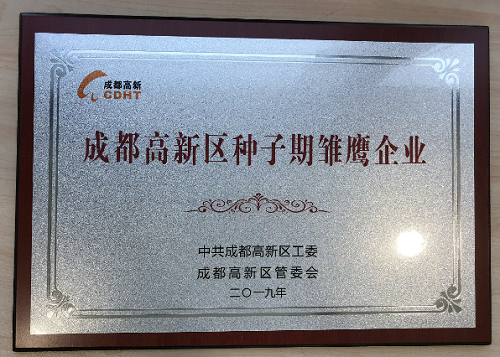 成都高新
CDHT
成都高新区种子期雏鹰企业
中共成都高新区工委
成都高新区管委会
二〇一九年